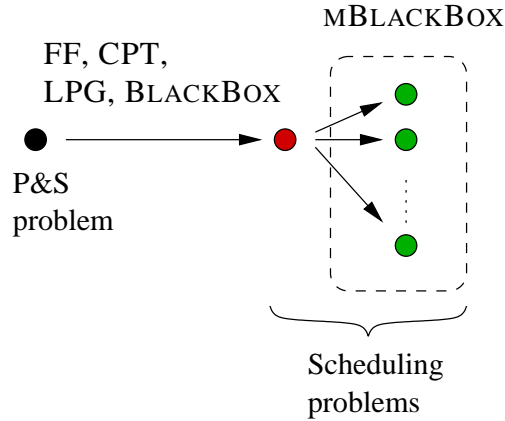 MBLACKBOX
FF, CPT,
LPG, BLACKBOX
P&S
problem
Scheduling
problems